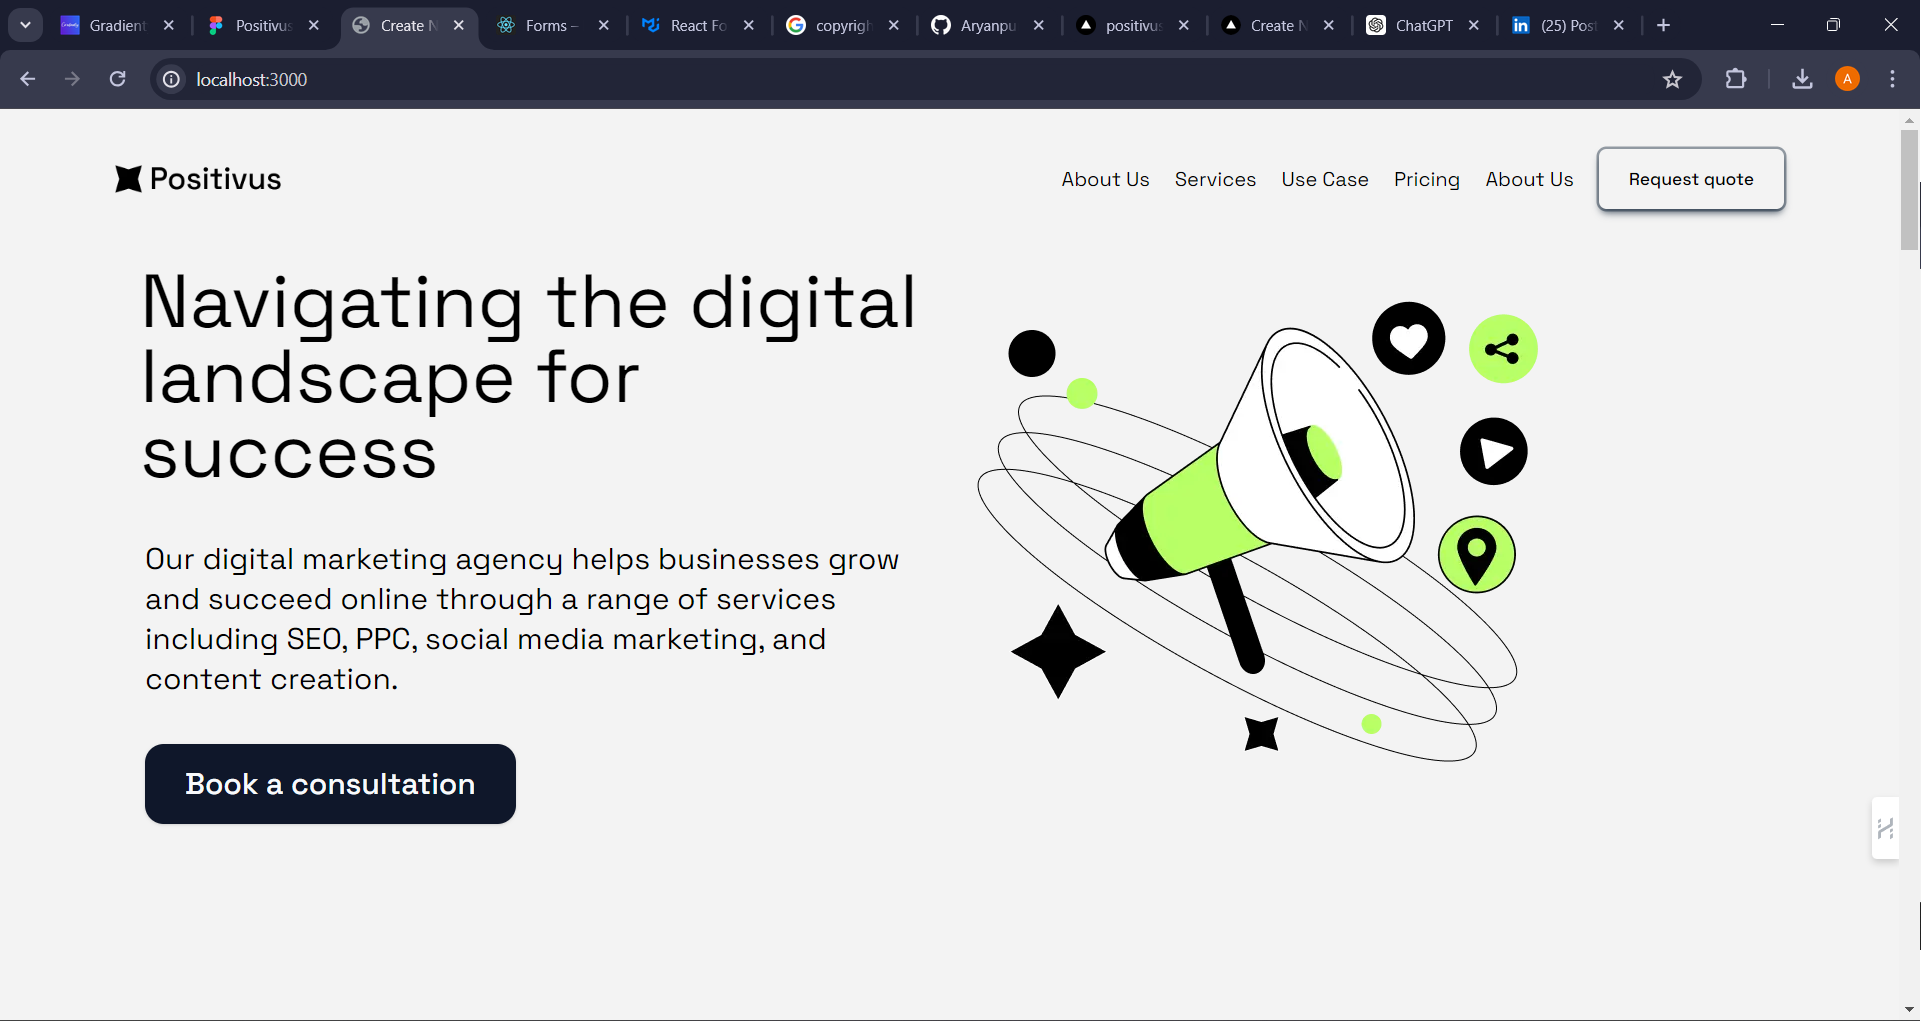 Gradient
Positivus
Create N
Forms –
React Fo
copyrigh
Aryanpu
positivus
Create N
ChatGPT
(25) Post
localhost:3000
A
Positivus
About Us
Services
Use Case
Pricing
About Us
Request quote
Navigating the digital
landscape for
success
Our digital marketing agency helps businesses grow
and succeed online through a range of services
including SEO, PPC, social media marketing, and
content creation.
Book a consultation